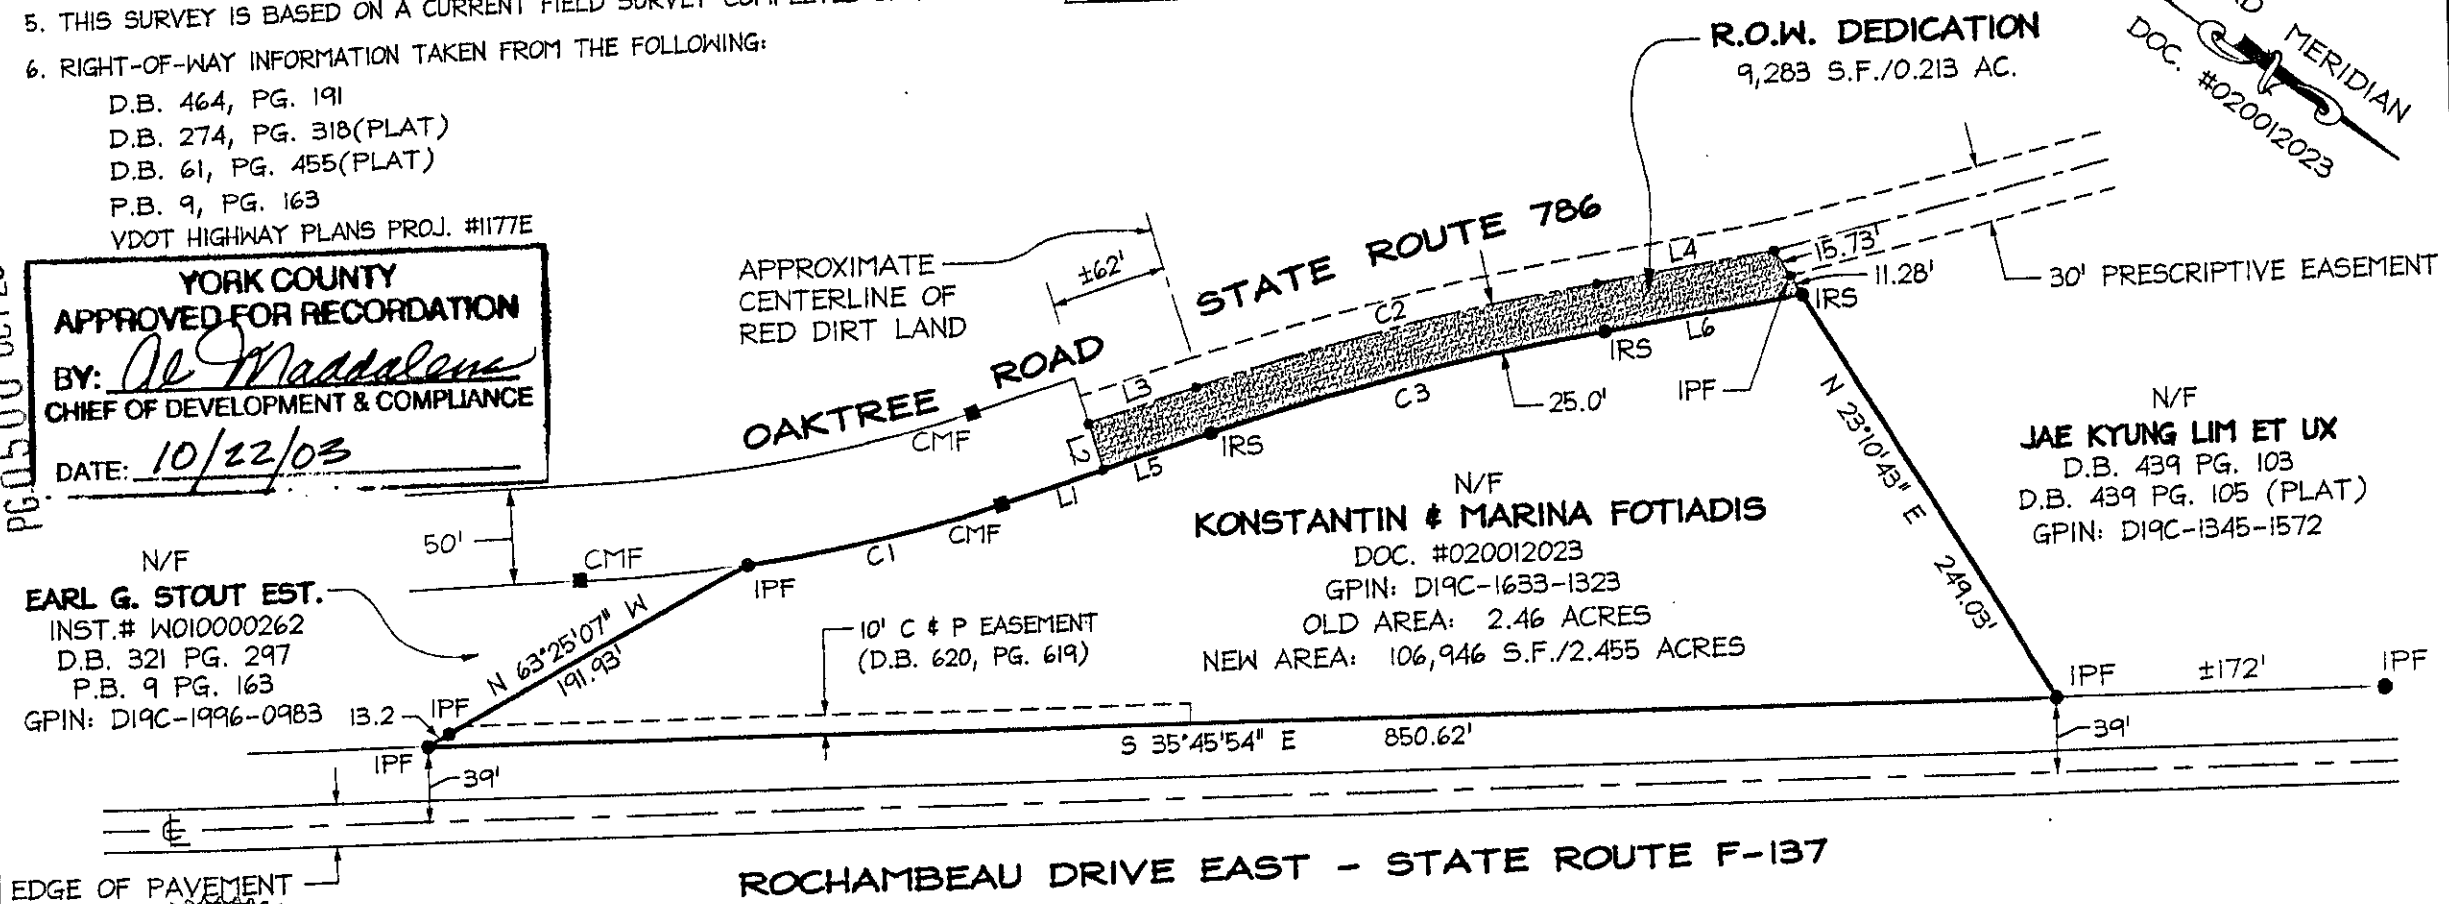 5. THIS SURVEY IS BASED ON A CURRENT FIELD SURVEY
6. RIGHT-OF-WAY INFORMATION TAKEN FROM THE FOLLOWING:
D.B. 464, PG. 191
D.B. 274, PG. 318(PLAT)
D.B. 61, PG. 455(PLAT)
P.B. 9, PG. 163
VDOT HIGHWAY PLANS PROJ. #1177E
YORK COUNTY
APPROVED FOR RECORDATION
BY: Al Maddalena
CHIEF OF DEVELOPMENT & COMPLIANCE
DATE: 10/22/03
R.O.W. DEDICATION
9,283 S.F./0.213 AC.
MERIDIAN
DOC. #020012023
APPROXIMATE
CENTERLINE OF
RED DIRT LAND
±62'
OAKTREE ROAD STATE ROUTE 786
L3
C2
L4
15.73'
11.28'
30' PRESCRIPTIVE EASEMENT
IRS
L6
IRS
IPF
25.0'
C3
IRS
L5
L2
L1
CMF
CMF
C1
CMF
50'
IPF
N 23°10'43" E
249.03'
N/F
JAE KYUNG LIM ET UX
D.B. 439 PG. 103
D.B. 439 PG. 105 (PLAT)
GPIN: D19C-1345-1572
N/F
KONSTANTIN & MARINA FOTIADIS
DOC. #020012023
GPIN: D19C-1633-1323
OLD AREA: 2.46 ACRES
NEW AREA: 106,946 S.F./2.455 ACRES
N/F
EARL G. STOUT EST.
INST.# W010000262
D.B. 321 PG. 297
P.B. 9 PG. 163
GPIN: D19C-1996-0983
N 63°25'07" W
191.93'
10' C & P EASEMENT
(D.B. 620, PG. 619)
13.2
IPF
IPF
39'
S 35°45'54" E 850.62'
IPF
±172'
IPF
39'
℄
EDGE OF PAVEMENT
ROCHAMBEAU DRIVE EAST - STATE ROUTE F-137